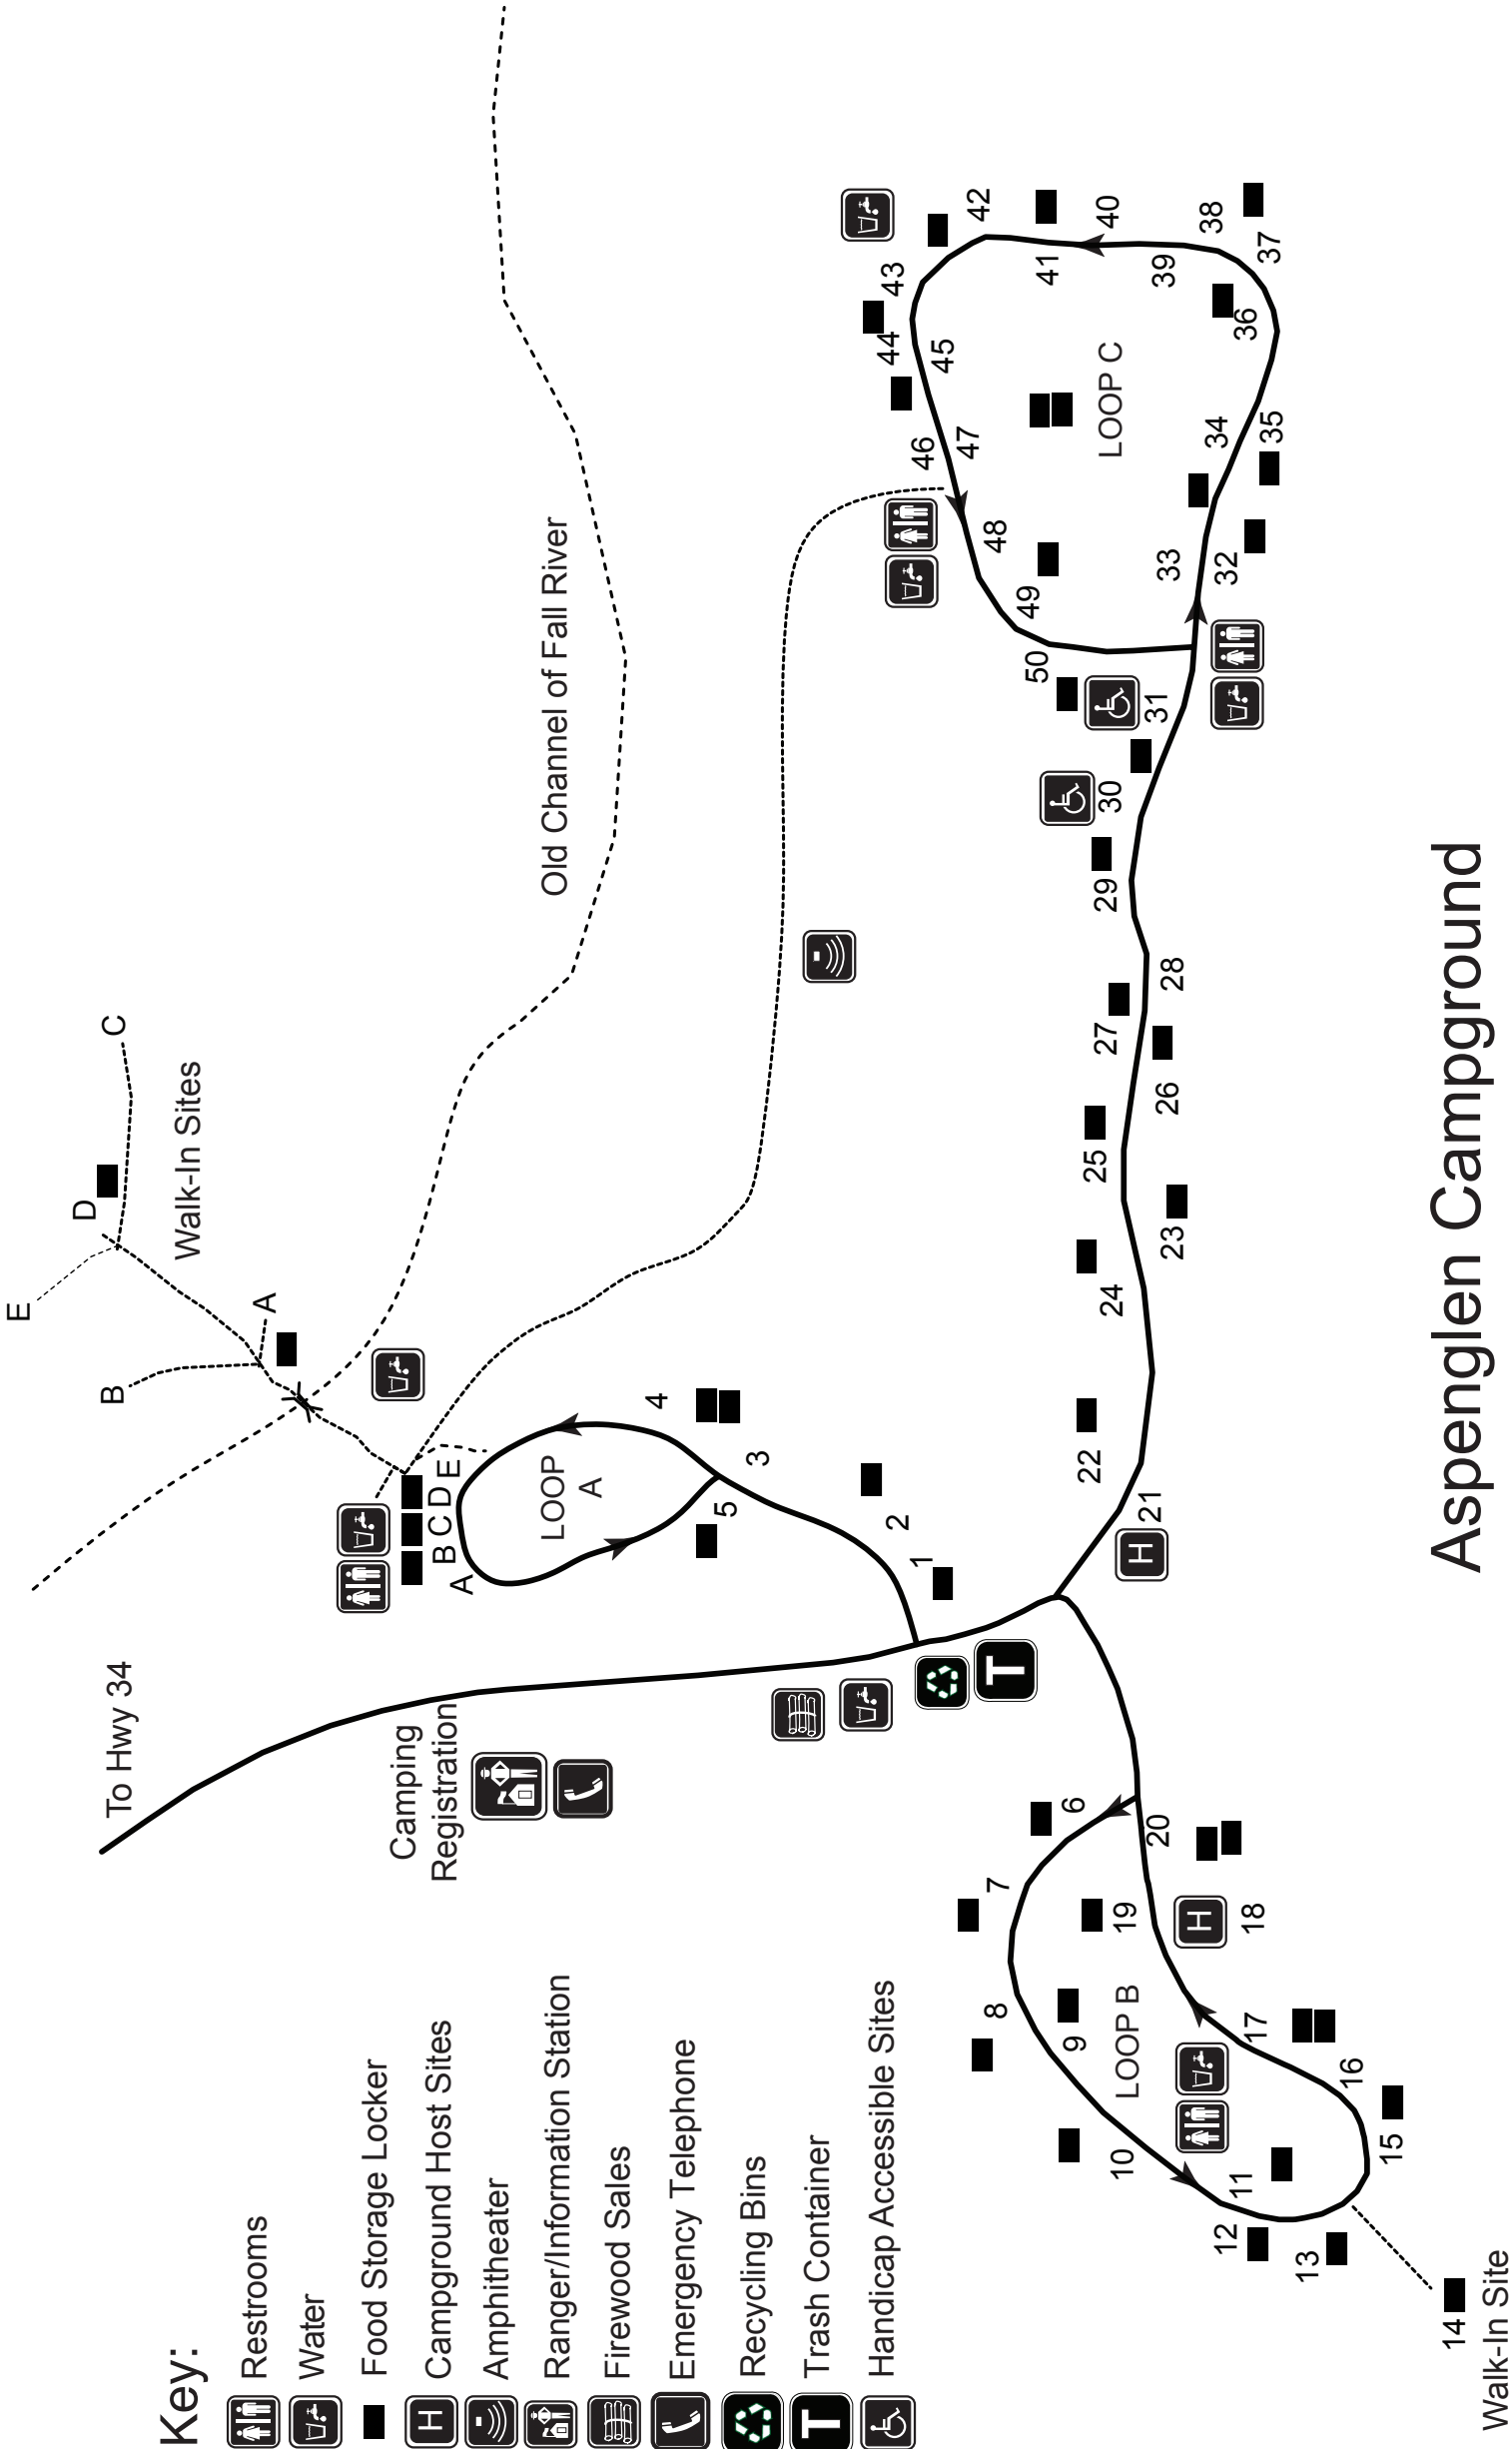 Key:
Restrooms
Water
Food Storage Locker
H
Campground Host Sites
Amphitheater
Ranger/Information Station
Firewood Sales
Emergency Telephone
Recycling Bins
T
Trash Container
Handicap Accessible Sites
To Hwy 34
Camping
Registration
Walk-In Sites
E
D
C
B
A
Old Channel of Fall River
A
B
C
D
E
LOOP
A
4
3
5
2
1
T
6
7
8
9
10
11
12
13
14
Walk-In Site
15
16
17
LOOP B
18
H
19
20
H
21
22
23
24
25
26
27
28
29
30
31
32
33
34
35
36
37
38
39
40
41
42
43
44
45
46
47
48
49
50
LOOP C
Aspenglen Campground